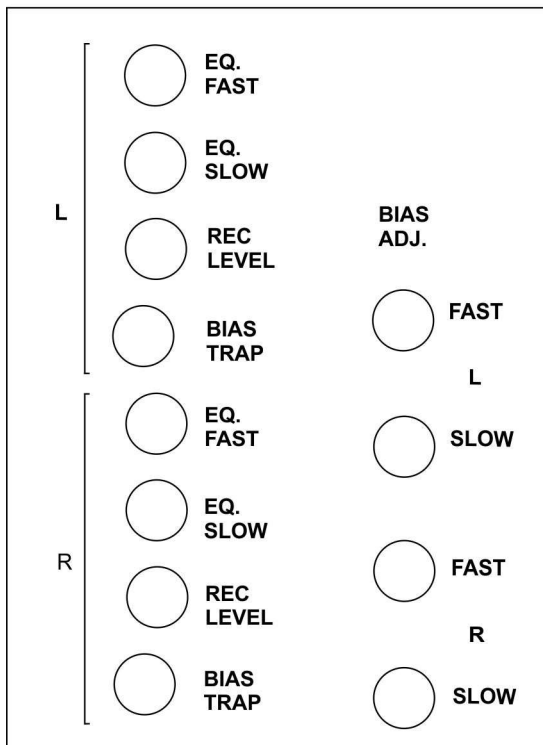 L
EQ.
FAST
EQ.
SLOW
REC
LEVEL
BIAS
TRAP
R
EQ.
FAST
EQ.
SLOW
REC
LEVEL
BIAS
TRAP
BIAS
ADJ.
FAST
L
SLOW
FAST
R
SLOW